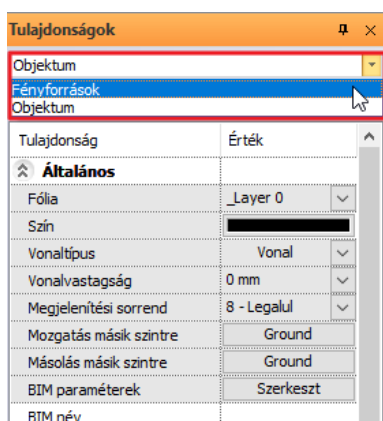 Tulajdonságok
Objektum
Fényforrások
Objektum
Tulajdonság Érték
Általános
Fólia _Layer 0
Szín
Vonaltípus Vonal
Vonalvastagság 0 mm
Megjelenítési sorrend 8 - Legalul
Mozgatás másik szintre Ground
Másolás másik szintre Ground
BIM paraméterek Szerkeszt
BIM név